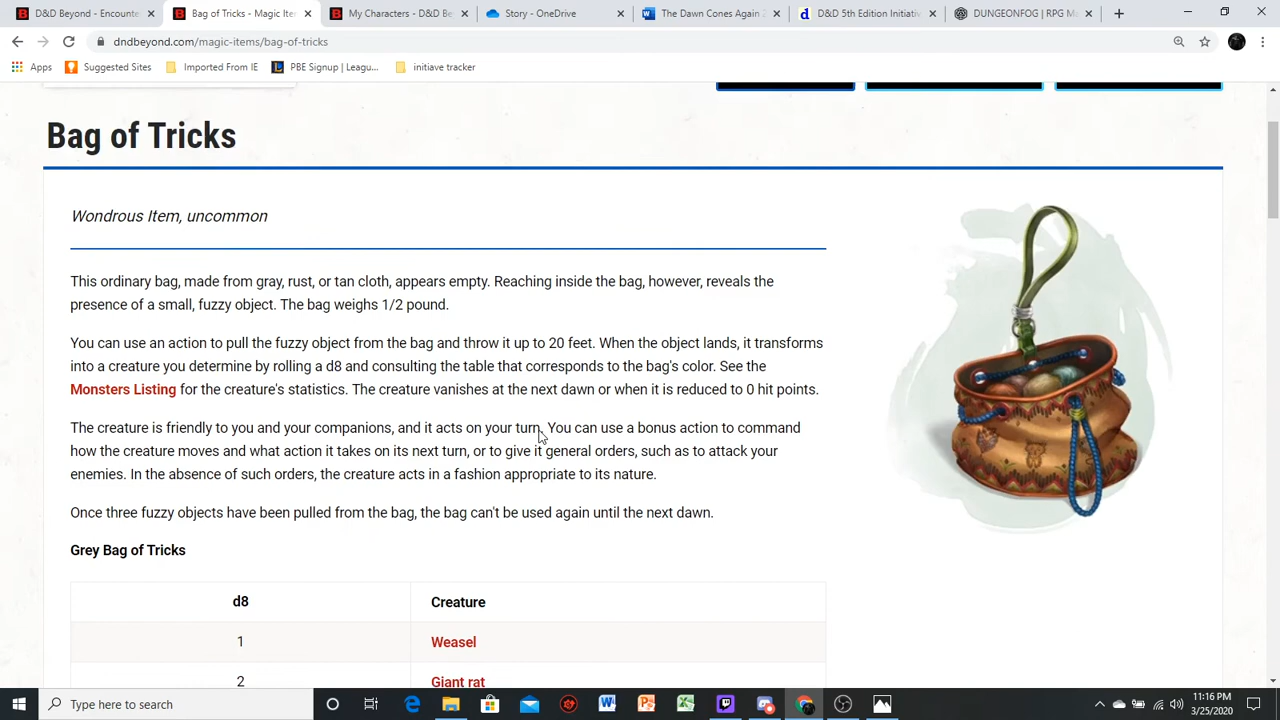 D&D Beyond - Encounte
Bag of Tricks - Magic Ite
My Characters - D&D Be
Story - OneDrive
The Dawn Comes Again
D&D 5th Edition Initiativ
DUNGEONFOG | RPG M
dndbeyond.com/magic-items/bag-of-tricks
Apps
Suggested Sites
Imported From IE
PBE Signup | Leagu...
initiave tracker
Bag of Tricks
Wondrous Item, uncommon
This ordinary bag, made from gray, rust, or tan cloth, appears empty. Reaching inside the bag, however, reveals the
presence of a small, fuzzy object. The bag weighs 1/2 pound.
You can use an action to pull the fuzzy object from the bag and throw it up to 20 feet. When the object lands, it transforms
into a creature you determine by rolling a d8 and consulting the table that corresponds to the bag's color. See the
Monsters Listing for the creature's statistics. The creature vanishes at the next dawn or when it is reduced to 0 hit points.
The creature is friendly to you and your companions, and it acts on your turn. You can use a bonus action to command
how the creature moves and what action it takes on its next turn, or to give it general orders, such as to attack your
enemies. In the absence of such orders, the creature acts in a fashion appropriate to its nature.
Once three fuzzy objects have been pulled from the bag, the bag can't be used again until the next dawn.
Grey Bag of Tricks
d8 Creature
1 Weasel
2 Giant rat
Type here to search
11:16 PM
3/25/2020